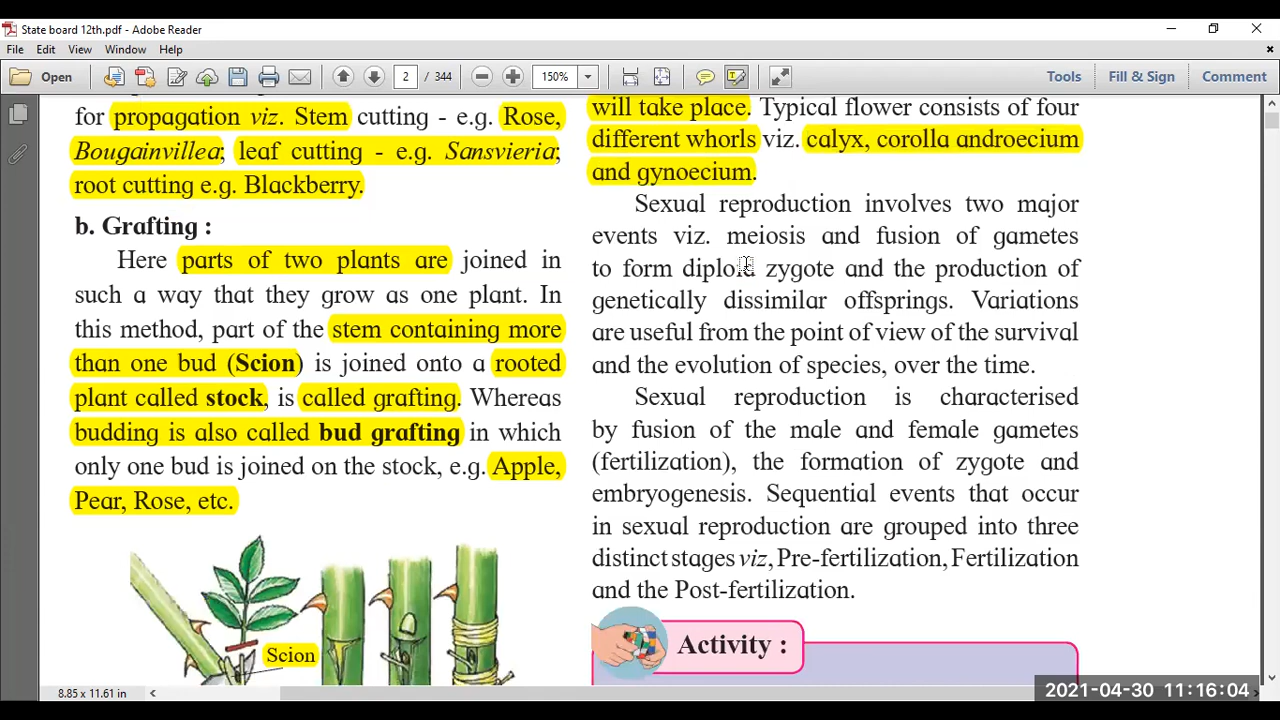 State board 12th.pdf - Adobe Reader
File Edit View Window Help
Open
2 / 344
150%
Tools
Fill & Sign
Comment
for propagation viz. Stem cutting - e.g. Rose,
Bougainvillea; leaf cutting - e.g. Sansvieria;
root cutting e.g. Blackberry.
b. Grafting :
Here parts of two plants are joined in
such a way that they grow as one plant. In
this method, part of the stem containing more
than one bud (Scion) is joined onto a rooted
plant called stock, is called grafting. Whereas
budding is also called bud grafting in which
only one bud is joined on the stock, e.g. Apple,
Pear, Rose, etc.
Scion
will take place. Typical flower consists of four
different whorls viz. calyx, corolla androecium
and gynoecium.
Sexual reproduction involves two major
events viz. meiosis and fusion of gametes
to form diploid zygote and the production of
genetically dissimilar offsprings. Variations
are useful from the point of view of the survival
and the evolution of species, over the time.
Sexual reproduction is characterised
by fusion of the male and female gametes
(fertilization), the formation of zygote and
embryogenesis. Sequential events that occur
in sexual reproduction are grouped into three
distinct stages viz, Pre-fertilization, Fertilization
and the Post-fertilization.
Activity :
8.85 x 11.61 in
2021-04-30 11:16:04